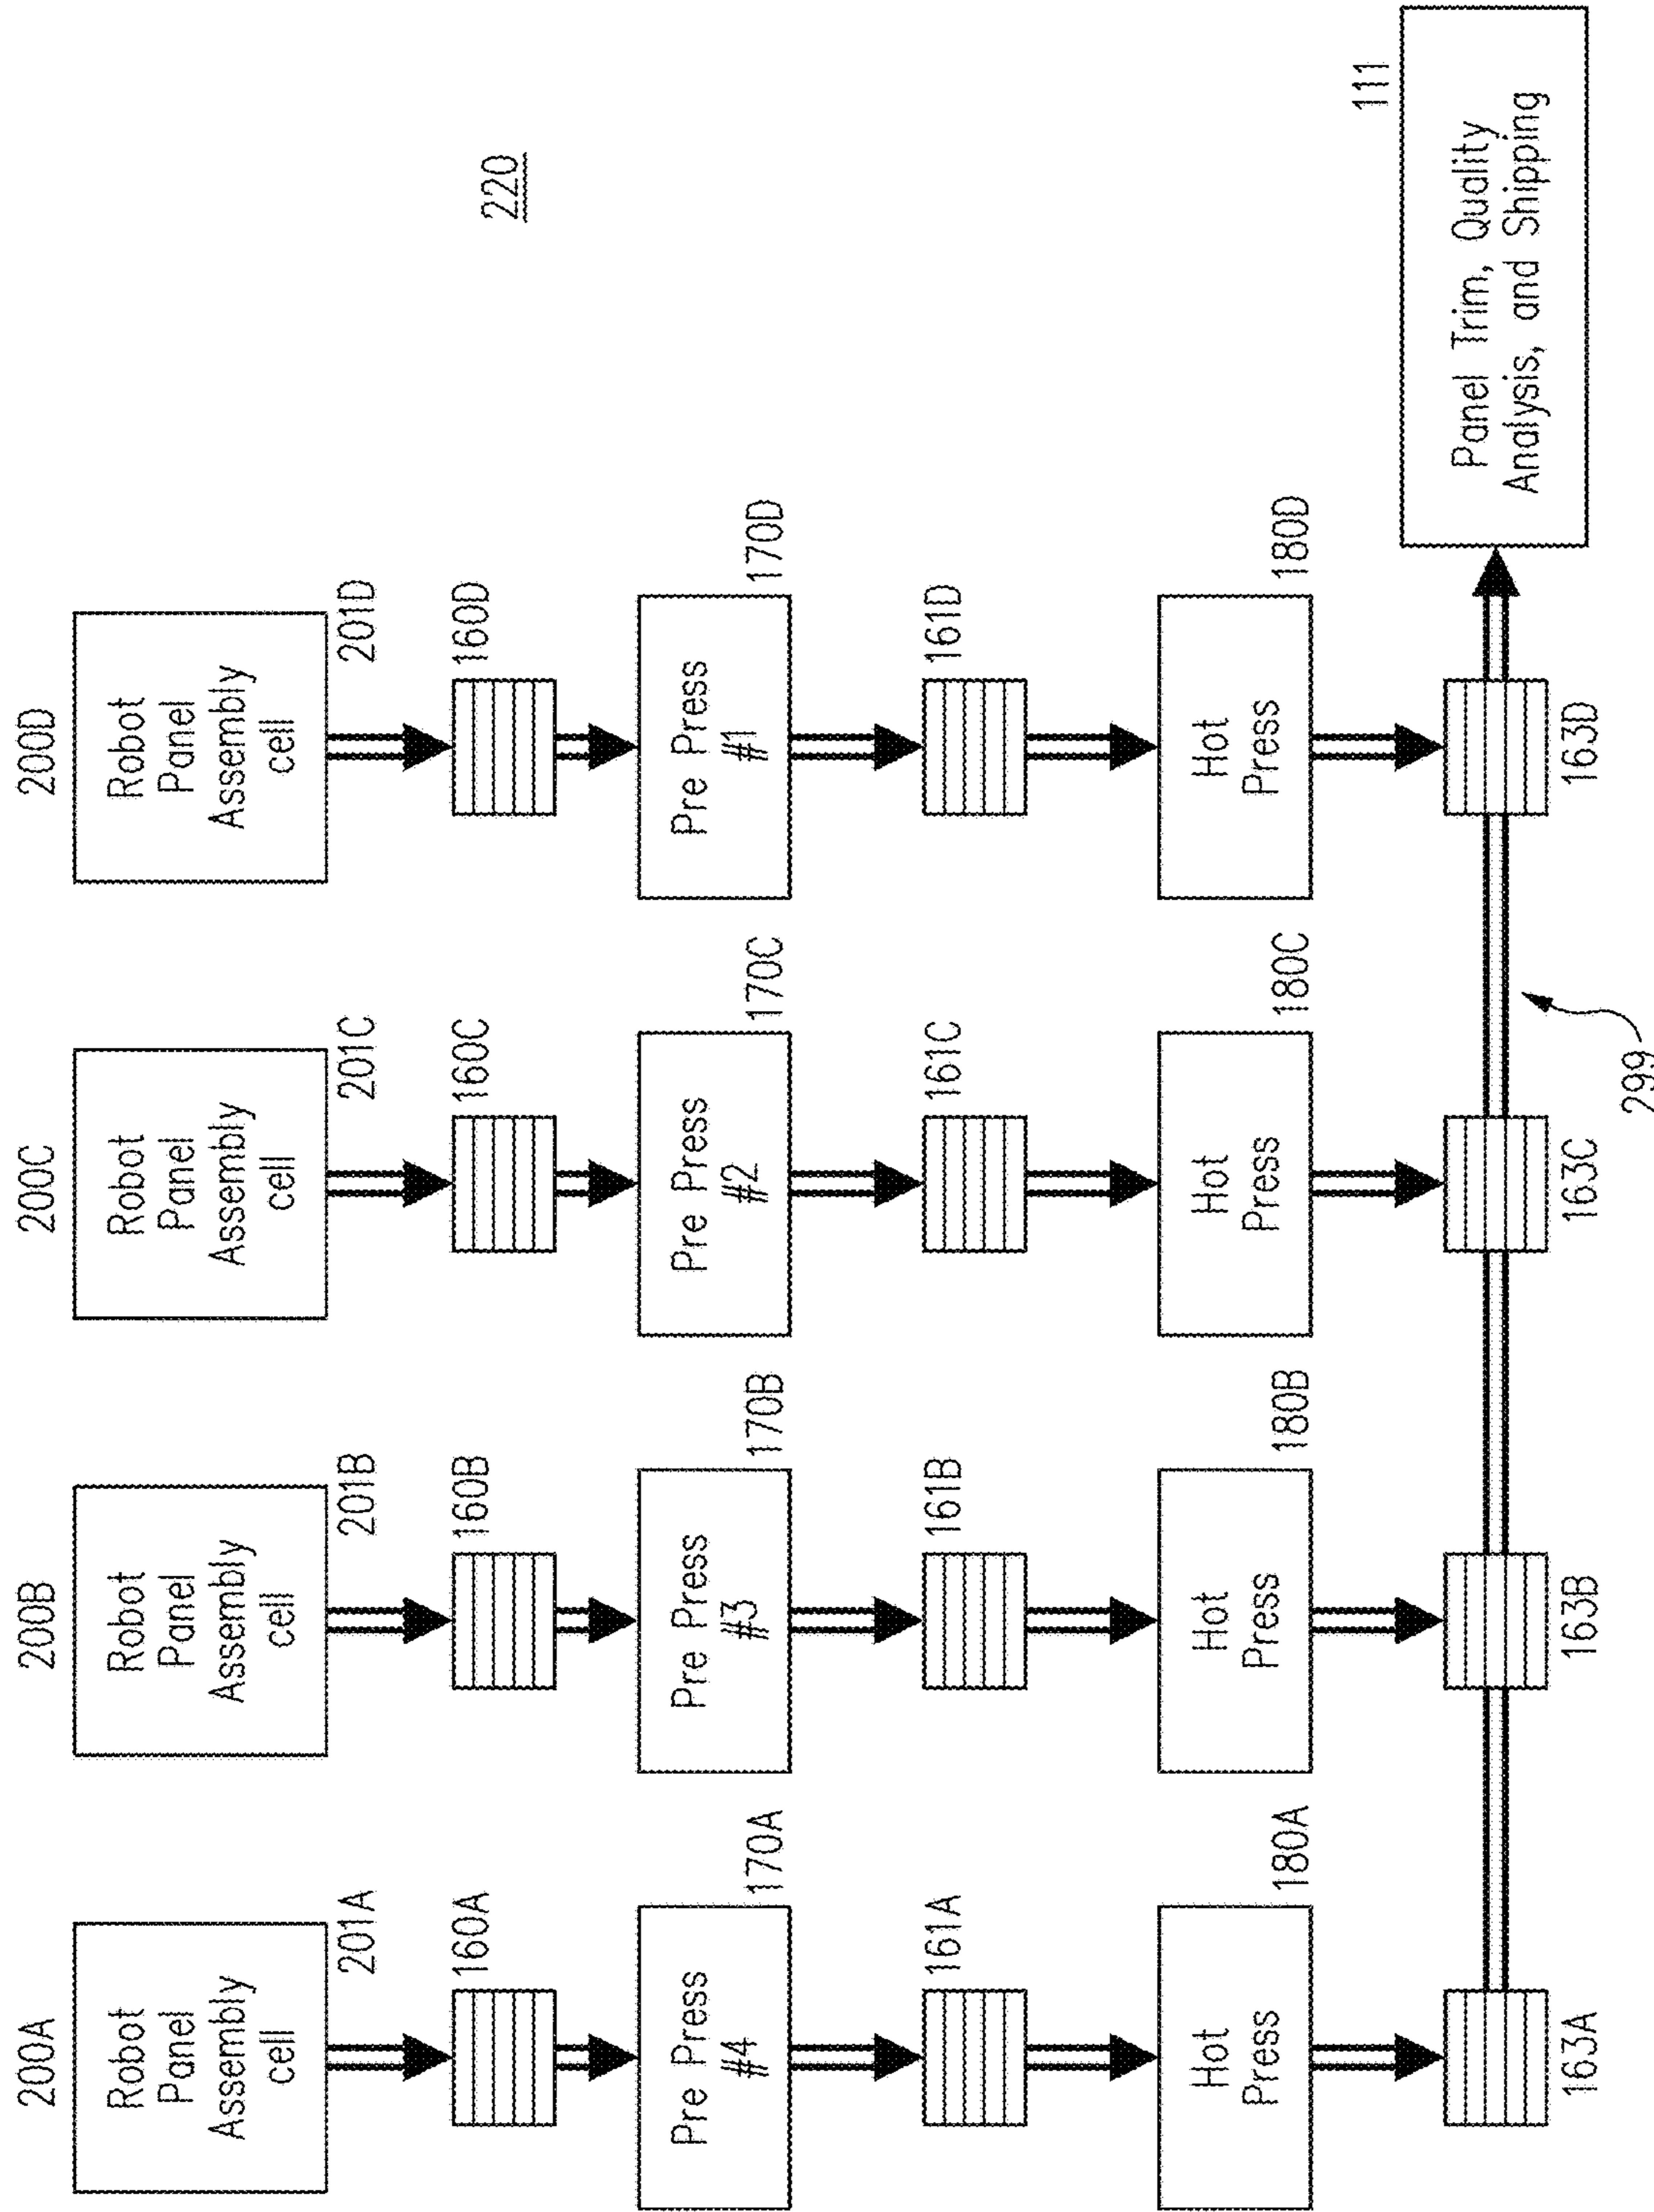 200A
200B
200C
200D
Robot
Panel
Assembly
cell
Robot
Panel
Assembly
cell
Robot
Panel
Assembly
cell
Robot
Panel
Assembly
cell
201A
201B
201C
201D
160A
160B
160C
160D
220
Pre Press
#4
Pre Press
#3
Pre Press
#2
Pre Press
#1
170A
170B
170C
170D
161A
161B
161C
161D
Hot
Press
Hot
Press
Hot
Press
Hot
Press
180A
180B
180C
180D
111
Panel Trim, Quality
Analysis, and Shipping
163A
163B
163C
163D
299